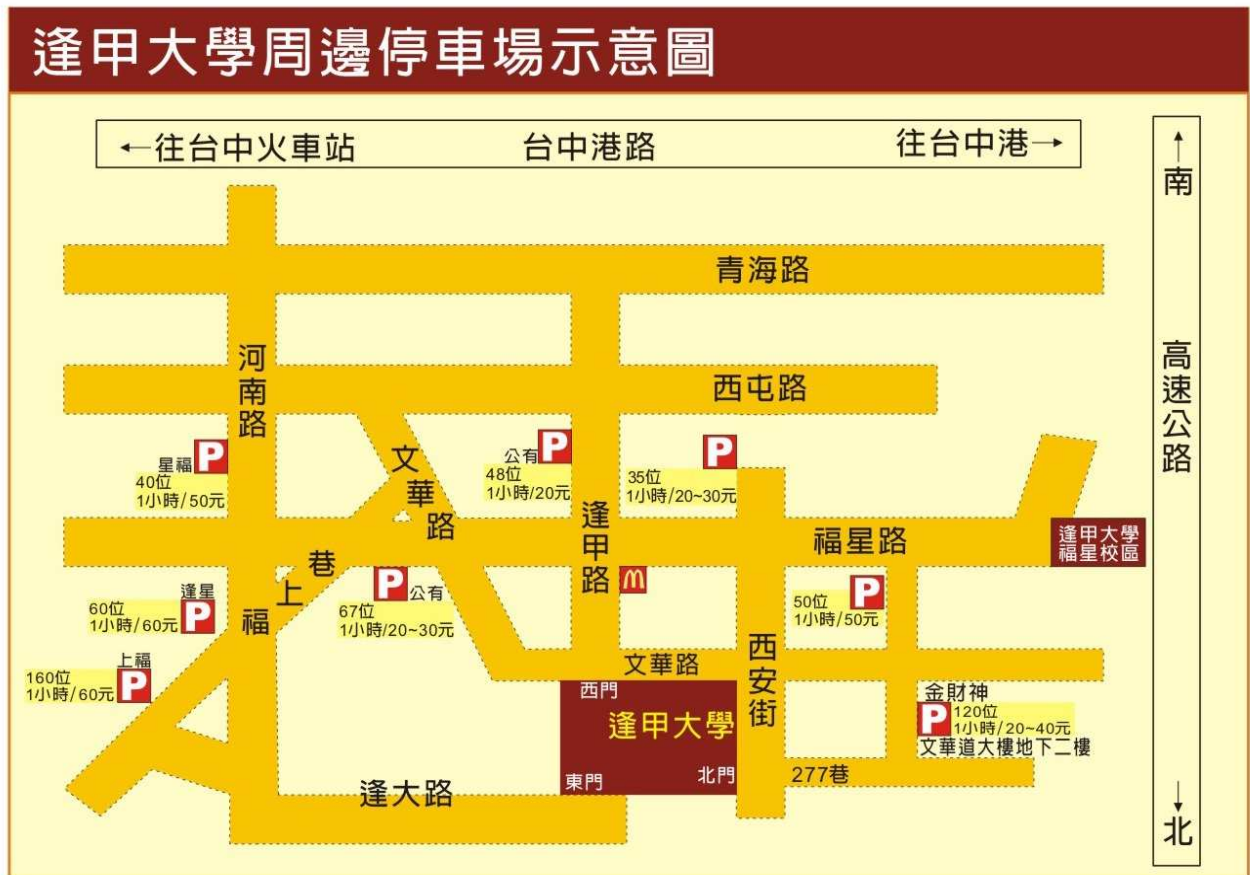 逢甲大學周邊停車場示意圖
←往台中火車站 台中港路 往台中港→
↑南 高速公路 ↓北
青海路
河南路
西屯路
文華路
星福 P
40位
1小時/50元
公有 P
48位
1小時/20元
P
35位
1小時/20~30元
逢甲路
福星路
逢甲大學
福星校區
福上巷
逢星 P
60位
1小時/60元
P 公有
67位
1小時/20~30元
P
50位
1小時/50元
上福 P
160位
1小時/60元
文華路
西安街
西門
逢甲大學
東門
北門
金財神
P 120位
1小時/20~40元
文華道大樓地下二樓
277巷
逢大路